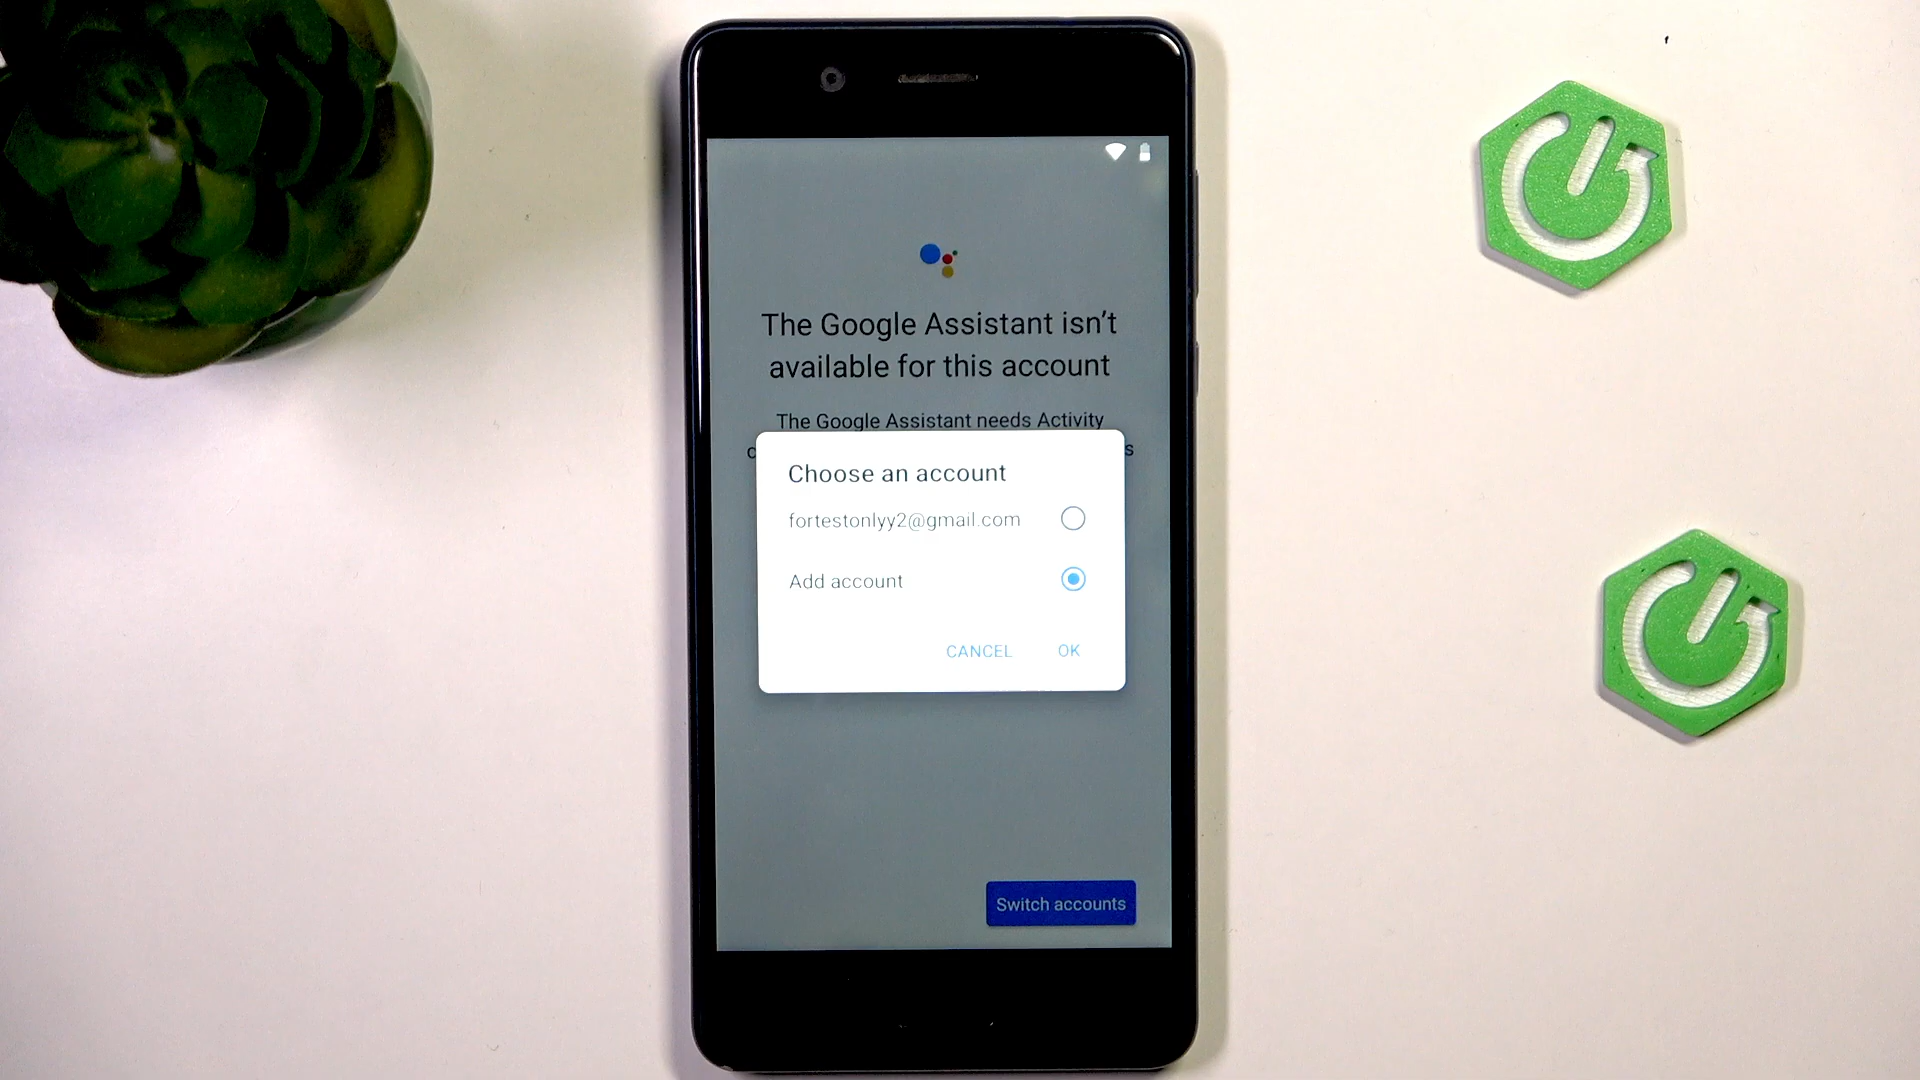 The Google Assistant isn't
available for this account
The Google Assistant needs Activity
Choose an account
fortestonlyy2@gmail.com
Add account
CANCEL OK
Switch accounts